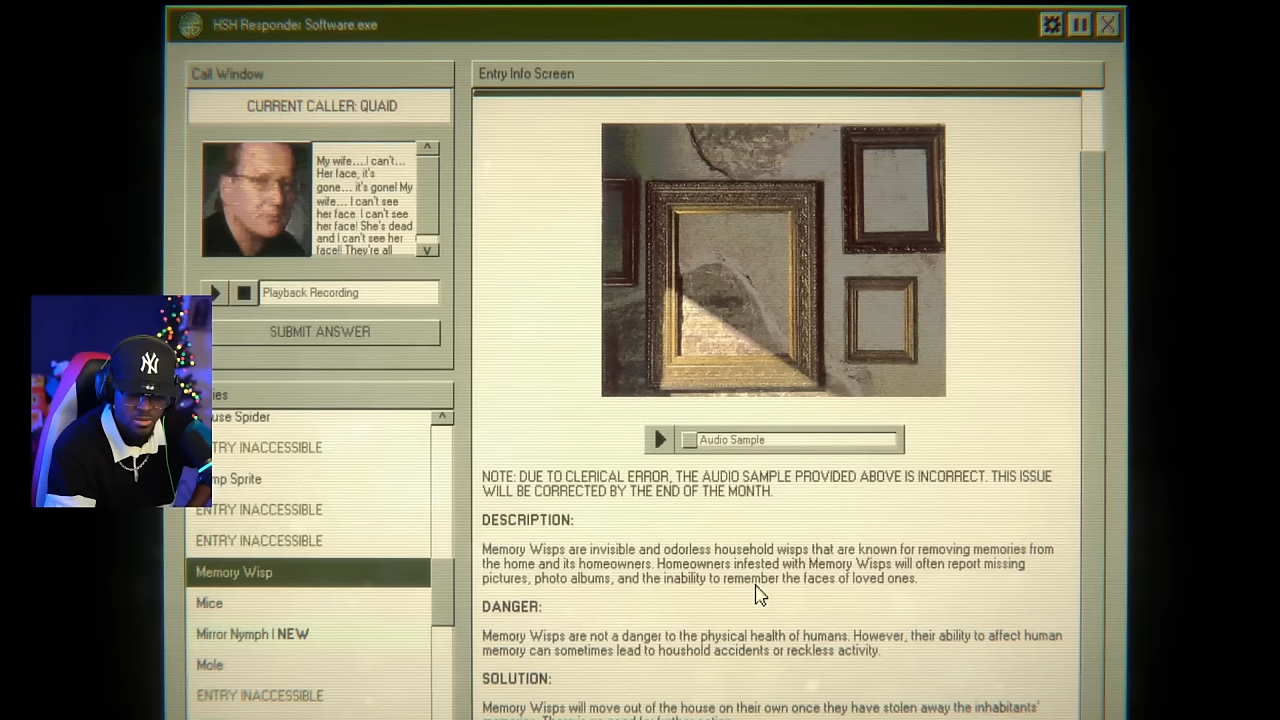 HSH Responder Software.exe
Call Window
CURRENT CALLER: QUAID
My wife....I can't...
Her face, it's
gone... it's gone! My
wife... I can't see
her face. I can't see
her face! She's dead
and I can't see her
face!! They're all
Playback Recording
SUBMIT ANSWER
ies
use Spider
TRY INACCESSIBLE
mp Sprite
ENTRY INACCESSIBLE
ENTRY INACCESSIBLE
Memory Wisp
Mice
Mirror Nymph | NEW
Mole
ENTRY INACCESSIBLE
Entry Info Screen
Audio Sample
NOTE: DUE TO CLERICAL ERROR, THE AUDIO SAMPLE PROVIDED ABOVE IS INCORRECT. THIS ISSUE
WILL BE CORRECTED BY THE END OF THE MONTH.
DESCRIPTION:
Memory Wisps are invisible and odorless household wisps that are known for removing memories from
the home and its homeowners. Homeowners infested with Memory Wisps will often report missing
pictures, photo albums, and the inability to remember the faces of loved ones.
DANGER:
Memory Wisps are not a danger to the physical health of humans. However, their ability to affect human
memory can sometimes lead to houshold accidents or reckless activity.
SOLUTION:
Memory Wisps will move out of the house on their own once they have stolen away the inhabitants'
NY